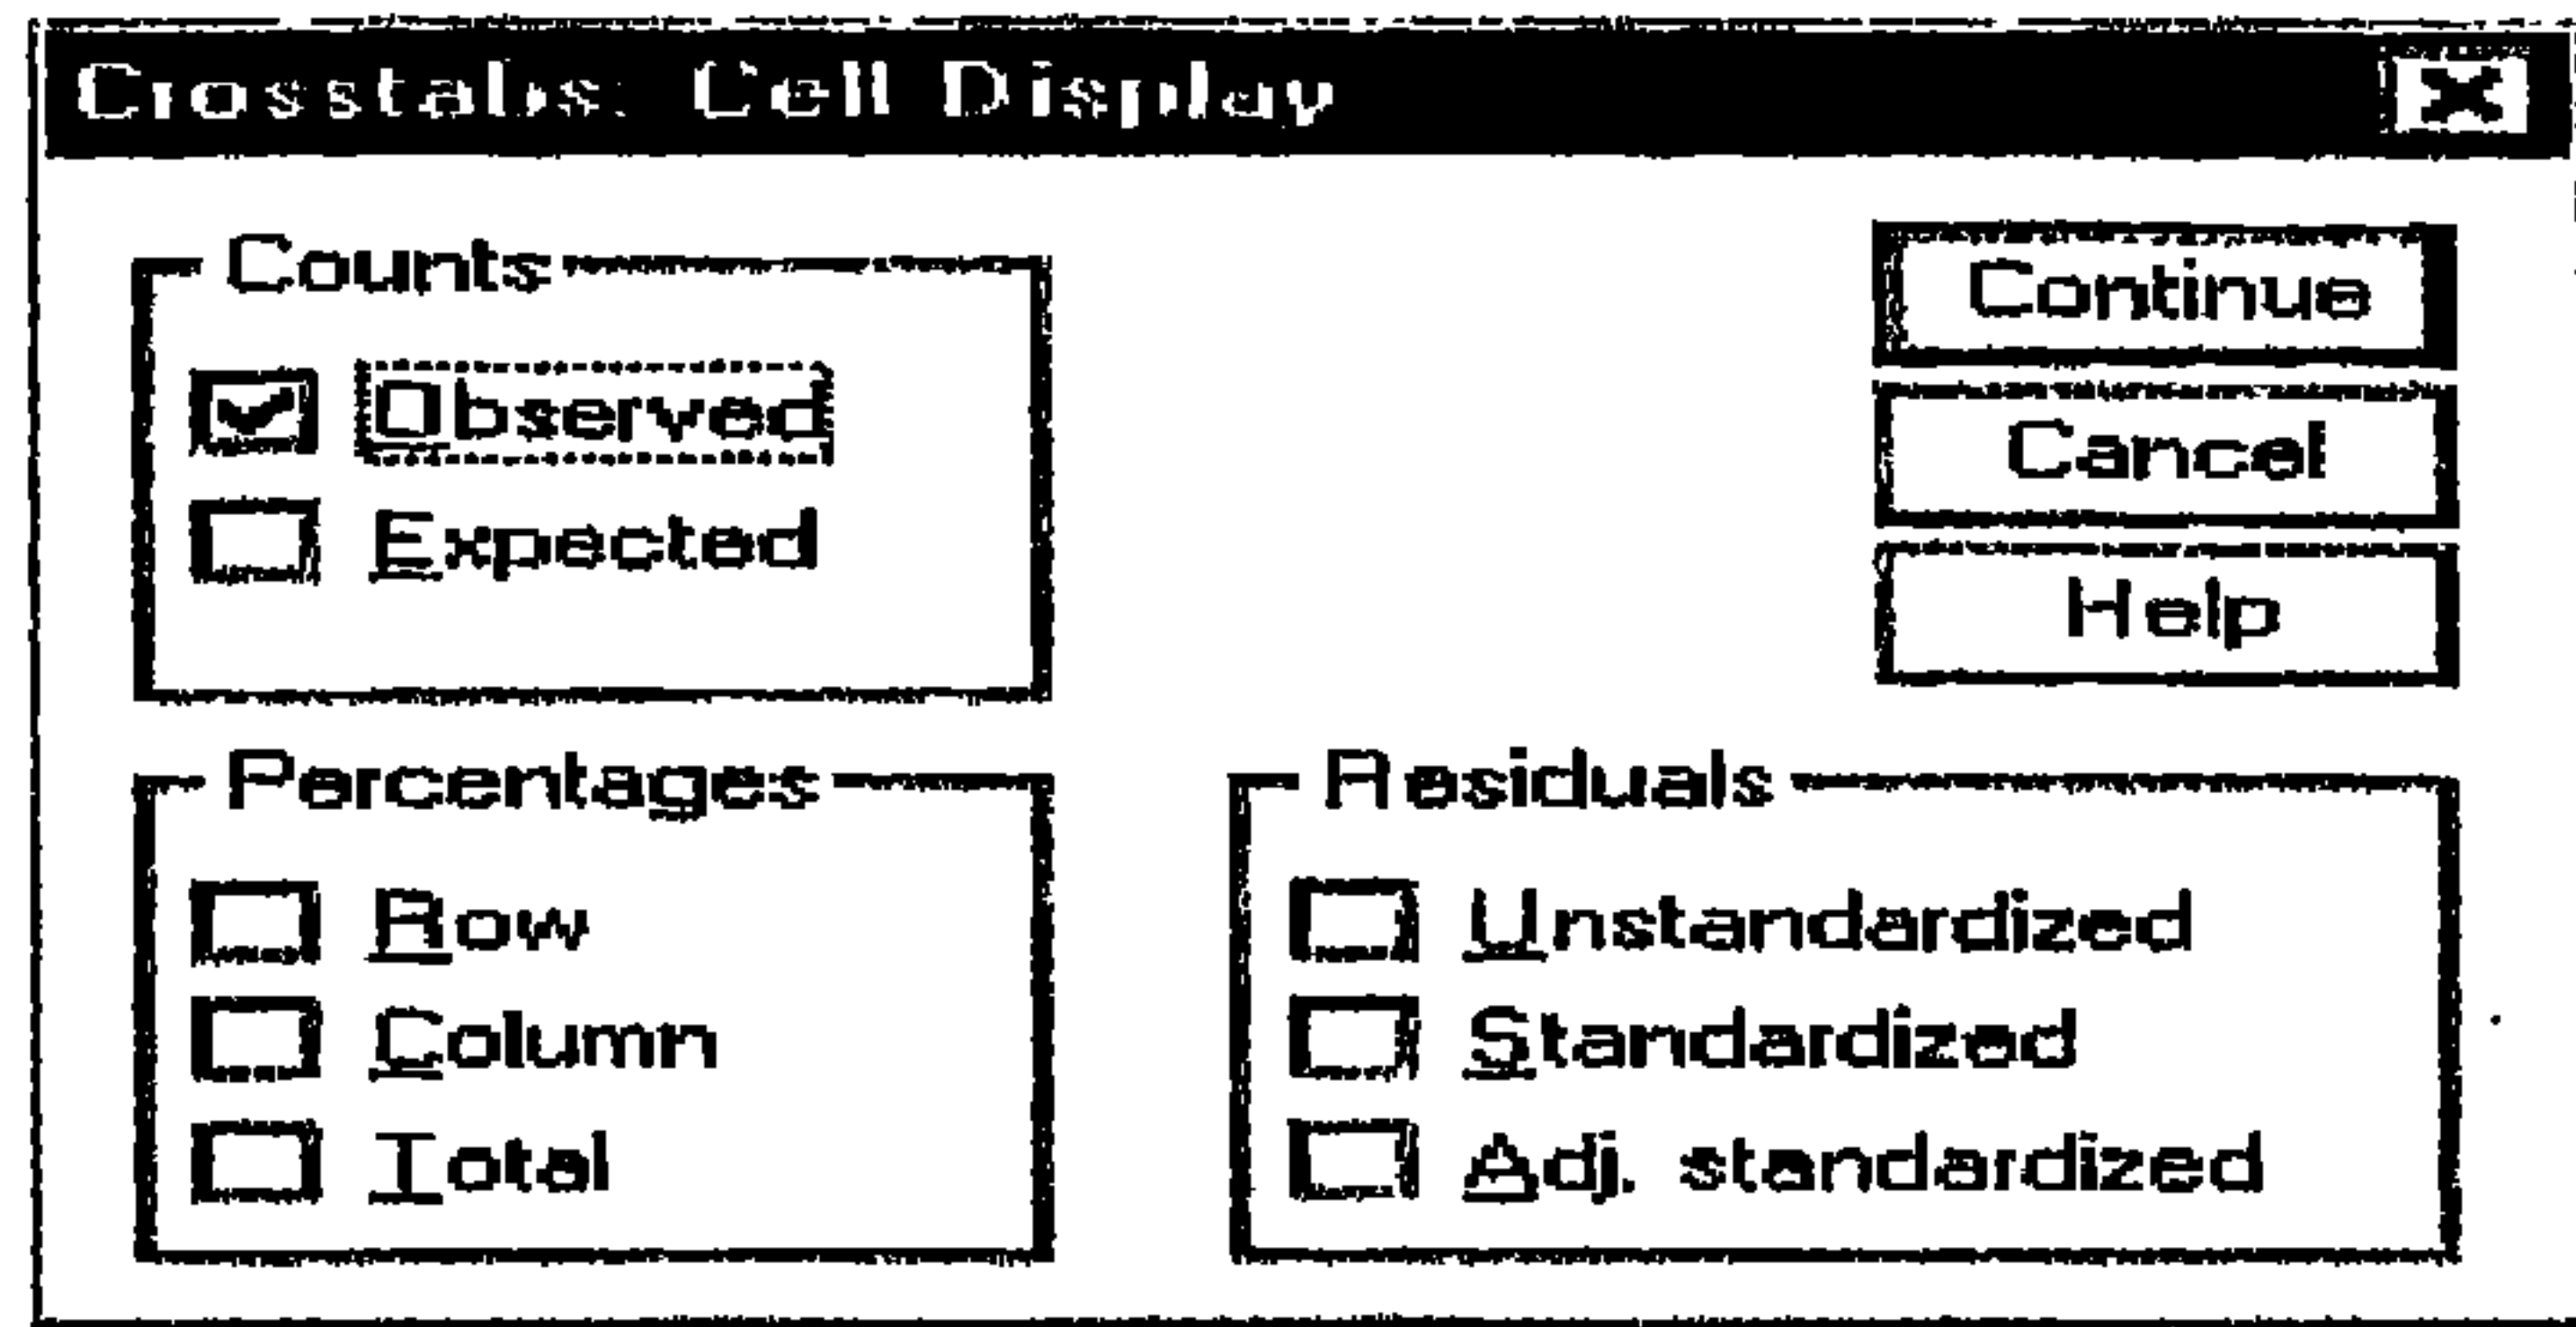 Crosstabs: Cell Display
Counts
Observed
Expected
Continue
Cancel
Help
Percentages
Row
Column
Total
Residuals
Unstandardized
Standardized
Adj. standardized